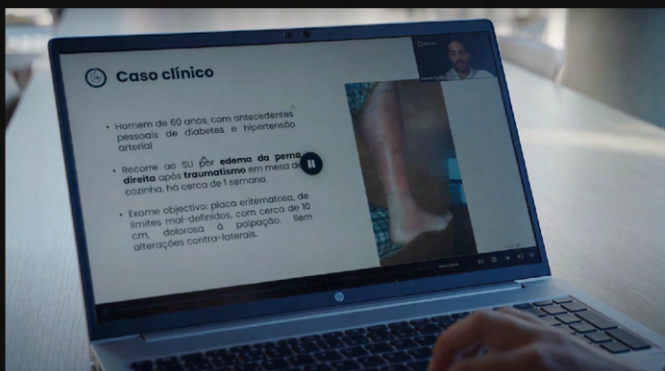 Caso clínico
• Homem de 60 anos, com antecedentes
pessoais de diabetes e hipertensão
arterial
• Recorre ao SU por edema da perna
direita após traumatismo em mesa de
cozinha, há cerca de 1 semana.
• Exame objectivo: placa eritematosa, de
limites mal-definidos, com cerca de 10
cm, dolorosa à palpação. Sem
alterações contra-laterais.
hp